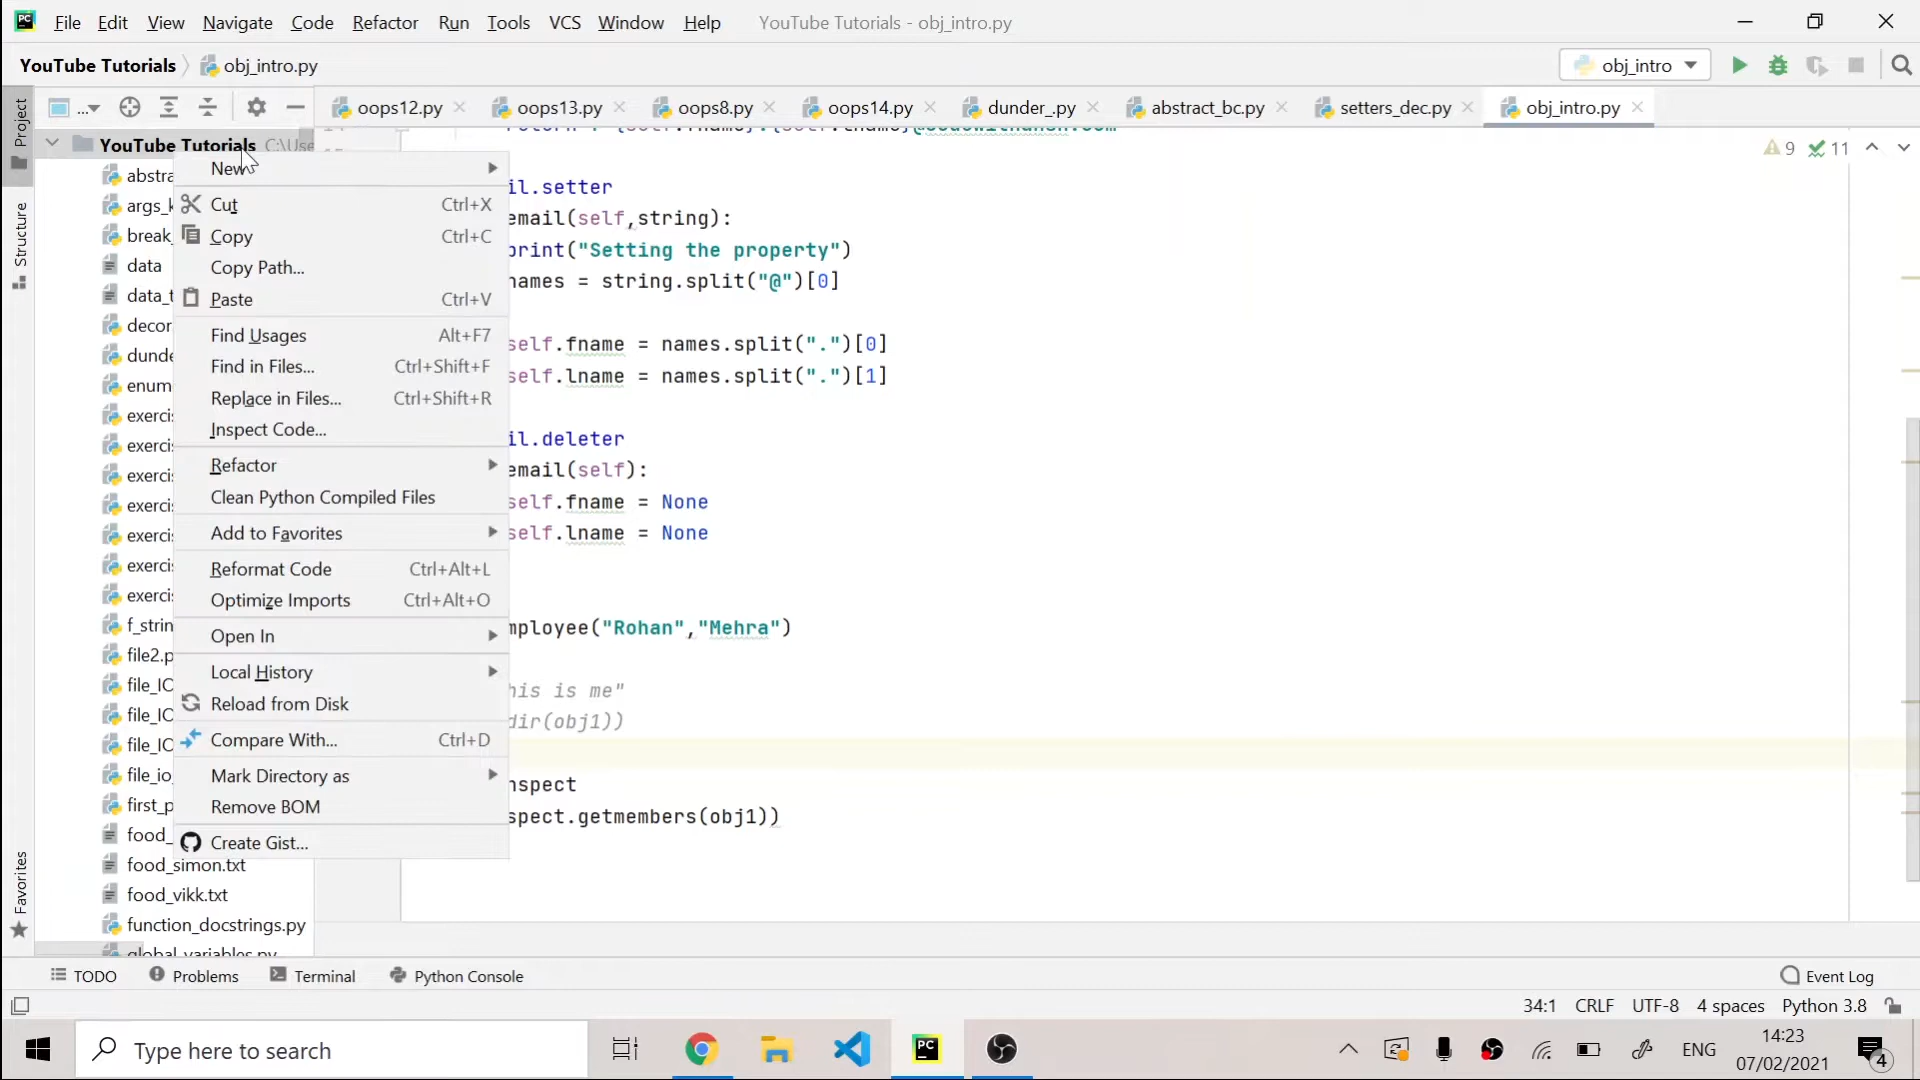 PC File Edit View Navigate Code Refactor Run Tools VCS Window Help YouTube Tutorials - obj_intro.py
YouTube Tutorials obj_intro.py obj_intro
... oops12.py oops13.py oops8.py oops14.py dunder_.py abstract_bc.py setters_dec.py obj_intro.py
Project
Structure
Favorites
YouTube Tutorials C:\Use
abstra
args_k
break_
data
data_t
decor
dunde
enum
exerci
exerci
exerci
exerci
exerci
exerci
exerci
f_strin
file2.p
file_IO
file_IO
file_IO
file_io_
first_p
food_
food_simon.txt
food_vikk.txt
function_docstrings.py
global_variables.py
New
Cut Ctrl+X
Copy Ctrl+C
Copy Path...
Paste Ctrl+V
Find Usages Alt+F7
Find in Files... Ctrl+Shift+F
Replace in Files... Ctrl+Shift+R
Inspect Code...
Refactor
Clean Python Compiled Files
Add to Favorites
Reformat Code Ctrl+Alt+L
Optimize Imports Ctrl+Alt+O
Open In
Local History
Reload from Disk
Compare With... Ctrl+D
Mark Directory as
Remove BOM
Create Gist...
9 11
il.setter
email(self,string):
print("Setting the property")
names = string.split("@")[0]
self.fname = names.split(".")[0]
self.lname = names.split(".")[1]
il.deleter
email(self):
self.fname = None
self.lname = None
mployee("Rohan","Mehra")
his is me"
dir(obj1))
nspect
spect.getmembers(obj1))
TODO Problems Terminal Python Console Event Log
34:1 CRLF UTF-8 4 spaces Python 3.8
Type here to search PC ENG 14:23
07/02/2021 4